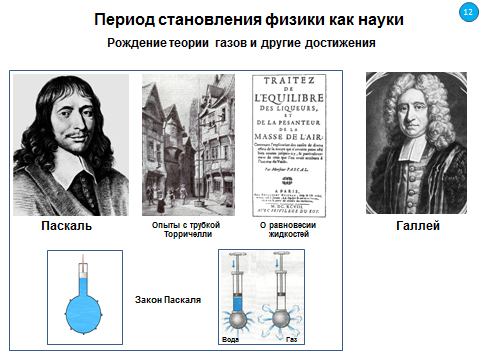 12
Период становления физики как науки
Рождение теории газов и другие достижения
TRAITEZ
DE
L'EQUILIBRE
DES LIQUEURS,
ET
DE LA PESANTEUR
DE LA
MASSE DE L'AIR:
Par Monsieur PASCAL.
A PARIS,
AVEC PRIVILEGE DU ROY.
Паскаль
Опыты с трубкой
Торричелли
О равновесии
жидкостей
Галлей
Закон Паскаля
Вода
Газ